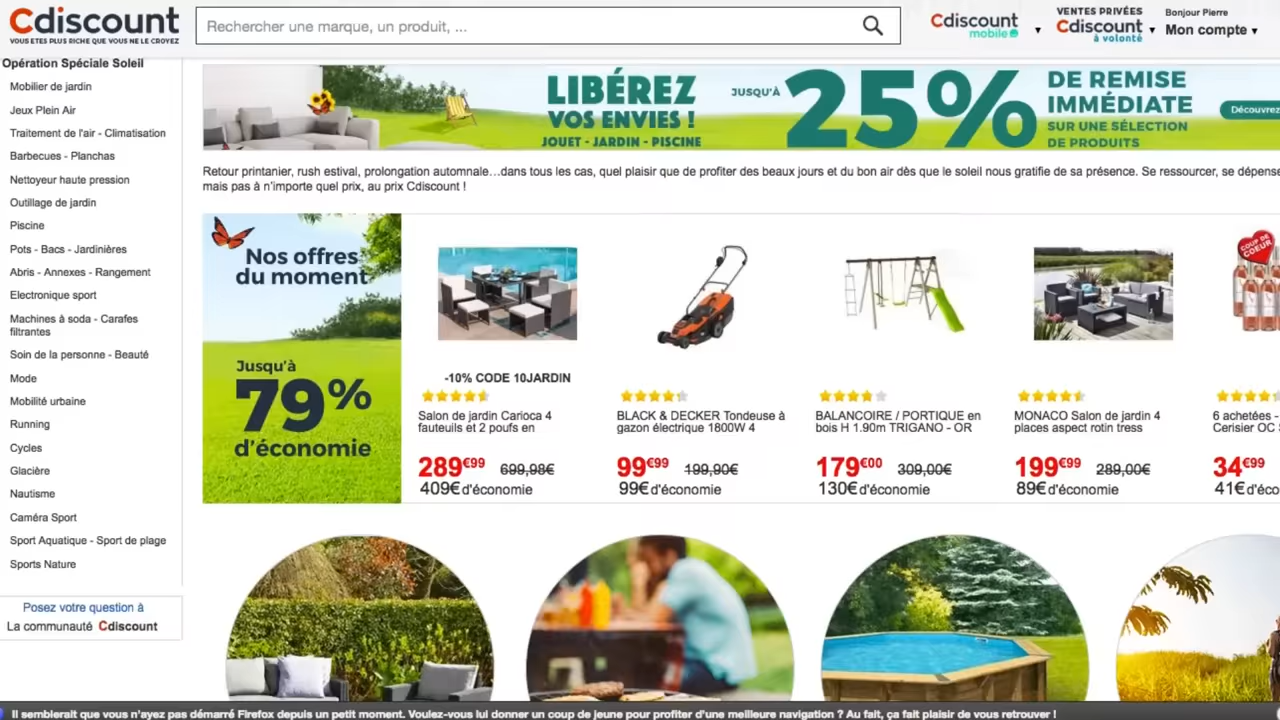 Cdiscount
VOUS ETES PLUS RICHE QUE VOUS NE LE CROYEZ
Rechercher une marque, un produit, ...
Cdiscount
mobile
VENTES PRIVÉES
Cdiscount
à volonté
Bonjour Pierre
Mon compte
Opération Spéciale Soleil
Mobilier de jardin
Jeux Plein Air
Traitement de l'air - Climatisation
Barbecues - Planchas
Nettoyeur haute pression
Outillage de jardin
Piscine
Pots - Bacs - Jardinières
Abris - Annexes - Rangement
Electronique sport
Machines à soda - Carafes
filtrantes
Soin de la personne - Beauté
Mode
Mobilité urbaine
Running
Cycles
Glacière
Nautisme
Caméra Sport
Sport Aquatique - Sport de plage
Sports Nature
Posez votre question à
La communauté Cdiscount
LIBÉREZ
VOS ENVIES !
JOUET - JARDIN - PISCINE
JUSQU'À
25%
DE REMISE
IMMÉDIATE
SUR UNE SÉLECTION
DE PRODUITS
Découvrez
Retour printanier, rush estival, prolongation automnale…dans tous les cas, quel plaisir que de profiter des beaux jours et du bon air dès que le soleil nous gratifie de sa présence. Se ressourcer, se dépense
mais pas à n'importe quel prix, au prix Cdiscount !
Nos offres
du moment
Jusqu'à
79%
d'économie
-10% CODE 10JARDIN
Salon de jardin Carioca 4
fauteuils et 2 poufs en
289€99 699,98€
409€ d'économie
BLACK & DECKER Tondeuse à
gazon électrique 1800W 4
99€99 199,90€
99€ d'économie
BALANCOIRE / PORTIQUE en
bois H 1.90m TRIGANO - OR
179€00 309,00€
130€ d'économie
MONACO Salon de jardin 4
places aspect rotin tress
199€99 289,00€
89€ d'économie
COUP DE
COEUR
6 achetées -
Cerisier OC S
34€99
41€ d'éco
Il semblerait que vous n'ayez pas démarré Firefox depuis un petit moment. Voulez-vous lui donner un coup de jeune pour profiter d'une meilleure navigation ? Au fait, ça fait plaisir de vous retrouver !